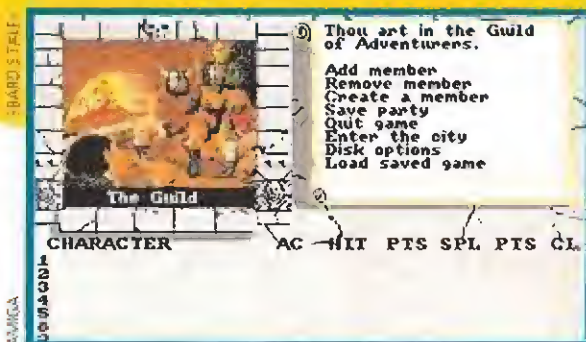 BARD'S TALE
Thou art in the Guild
of Adventurers.
Add member
Remove member
Create a member
Save party
Quit game
Enter the city
Disk options
Load saved game
The Guild
CHARACTER AC HIT PTS SPL PTS CL
1
2
3
4
5
6
AMIGA